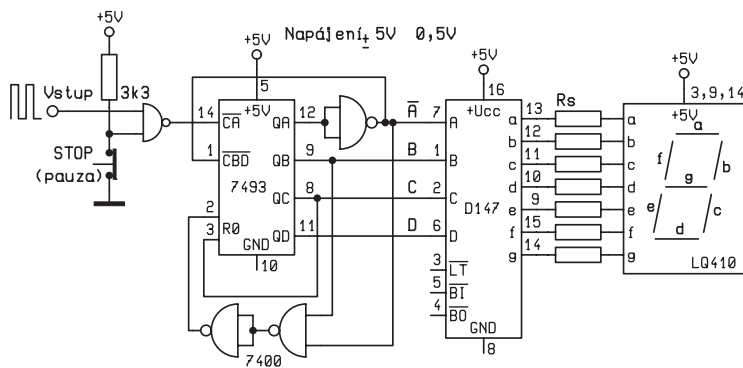 +5V
Napájení 5V ± 0,5V
+5V
+5V
+5V
3k3
Vstup
STOP
(pauza)
5
+5V
14 CA QA 12
1 CBD QB 9
7493
QC 8
2
3 R0
QD 11
GND
10
7400
A
B
C
D
16
+Ucc
7 A a 13
1 B b 12
2 C c 11
D147
d 10
6 D e 9
f 15
g 14
3 LT
5 BI
4 BO
GND
8
Rs
3,9,14
+5V
a
b
c
d
e
f
g
a
f b
g
e c
d
LQ410